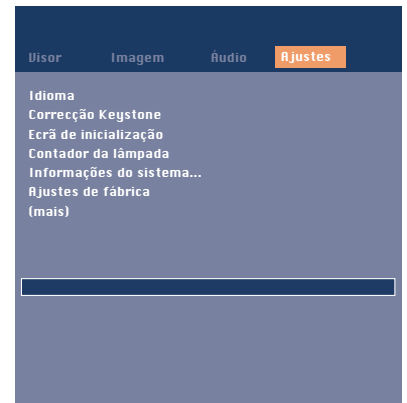 Visor Imagem Áudio Ajustes
Idioma
Correcção Keystone
Ecrã de inicialização
Contador da lâmpada
Informações do sistema...
Ajustes de fábrica
(mais)